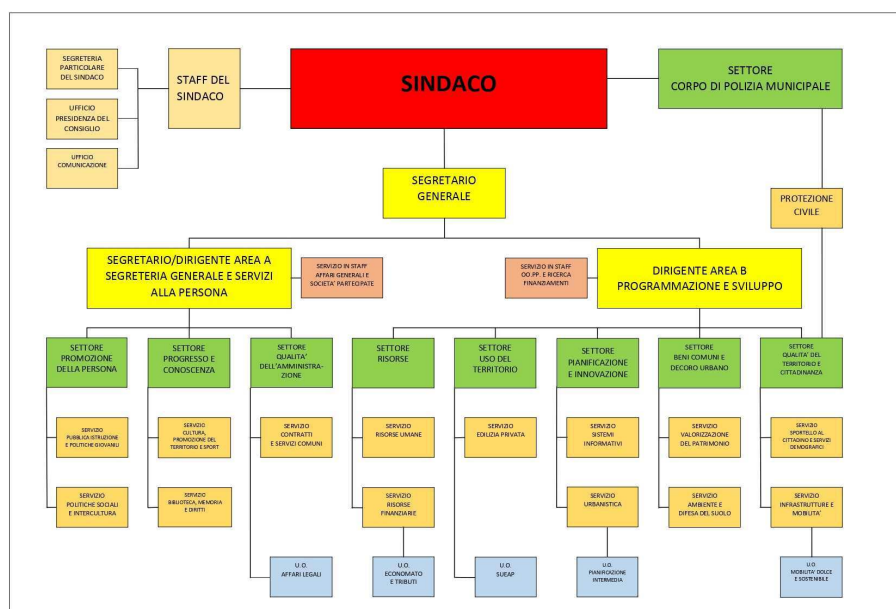 SEGRETERIA
PARTICOLARE
DEL SINDACO
UFFICIO
PRESIDENZA DEL
CONSIGLIO
UFFICIO
COMUNICAZIONE
STAFF DEL
SINDACO
SINDACO
SETTORE
CORPO DI POLIZIA MUNICIPALE
SEGRETARIO
GENERALE
PROTEZIONE
CIVILE
SEGRETARIO/DIRIGENTE AREA A
SEGRETERIA GENERALE E SERVIZI
ALLA PERSONA
SERVIZIO IN STAFF
AFFARI GENERALI E
SOCIETA' PARTECIPATE
SERVIZIO IN STAFF
OO.PP. E RICERCA
FINANZIAMENTI
DIRIGENTE AREA B
PROGRAMMAZIONE E SVILUPPO
SETTORE
PROMOZIONE
DELLA PERSONA
SETTORE
PROGRESSO E
CONOSCENZA
SETTORE
QUALITA'
DELL'AMMINISTRA-
ZIONE
SETTORE
RISORSE
SETTORE
USO DEL
TERRITORIO
SETTORE
PIANIFICAZIONE
E INNOVAZIONE
SETTORE
BENI COMUNI E
DECORO URBANO
SETTORE
QUALITA' DEL
TERRITORIO E
CITTADINANZA
SERVIZIO
PUBBLICA ISTRUZIONE
E POLITICHE GIOVANILI
SERVIZIO
CULTURA,
PROMOZIONE DEL
TERRITORIO E SPORT
SERVIZIO
CONTRATTI
E SERVIZI COMUNI
SERVIZIO
RISORSE UMANE
SERVIZIO
EDILIZIA PRIVATA
SERVIZIO
SISTEMI
INFORMATIVI
SERVIZIO
VALORIZZAZIONE
DEL PATRIMONIO
SERVIZIO
SPORTELLO AL
CITTADINO E SERVIZI
DEMOGRAFICI
SERVIZIO
POLITICHE SOCIALI
E INTERCULTURA
SERVIZIO
BIBLIOTECA, MEMORIA
E DIRITTI
SERVIZIO
RISORSE
FINANZIARIE
SERVIZIO
URBANISTICA
SERVIZIO
AMBIENTE E
DIFESA DEL SUOLO
SERVIZIO
INFRASTRUTTURE E
MOBILITA'
U.O.
AFFARI LEGALI
U.O.
ECONOMATO
E TRIBUTI
U.O.
SUEAP
U.O.
PIANIFICAZIONE
INTERMEDIA
U.O.
MOBILITA' DOLCE
E SOSTENIBILE